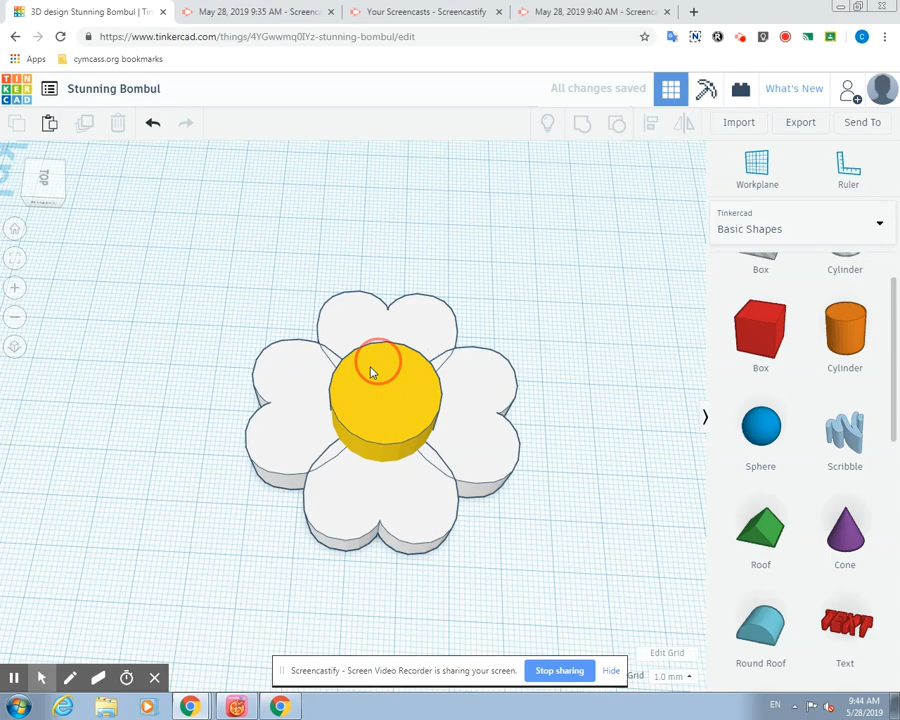 3D design Stunning Bombul | Tin
May 28, 2019 9:35 AM - Screenc
Your Screencasts - Screencastify
May 28, 2019 9:40 AM - Screenc
https://www.tinkercad.com/things/4YGwwmq0IYz-stunning-bombul/edit
Apps
cymcass.org bookmarks
TIN
KER
CAD
Stunning Bombul
All changes saved
What's New
Import
Export
Send To
TOP
Workplane
Ruler
Tinkercad
Basic Shapes
Box
Cylinder
Box
Cylinder
Sphere
Scribble
Roof
Cone
TEXT
Round Roof
Text
Edit Grid
Grid
1.0 mm
Screencastify - Screen Video Recorder is sharing your screen.
Stop sharing
Hide
EN
9:44 AM
5/28/2019